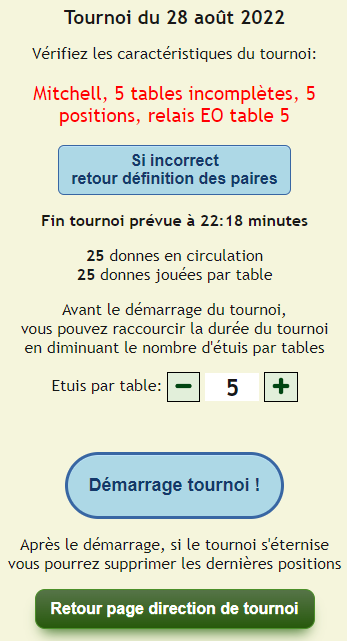 Tournoi du 28 août 2022
Vérifiez les caractéristiques du tournoi:
Mitchell, 5 tables incomplètes, 5
positions, relais EO table 5
Si incorrect
retour définition des paires
Fin tournoi prévue à 22:18 minutes
25 donnes en circulation
25 donnes jouées par table
Avant le démarrage du tournoi,
vous pouvez raccourcir la durée du tournoi
en diminuant le nombre d'étuis par tables
Etuis par table: − 5 +
Démarrage tournoi !
Après le démarrage, si le tournoi s'éternise
vous pourrez supprimer les dernières positions
Retour page direction de tournoi